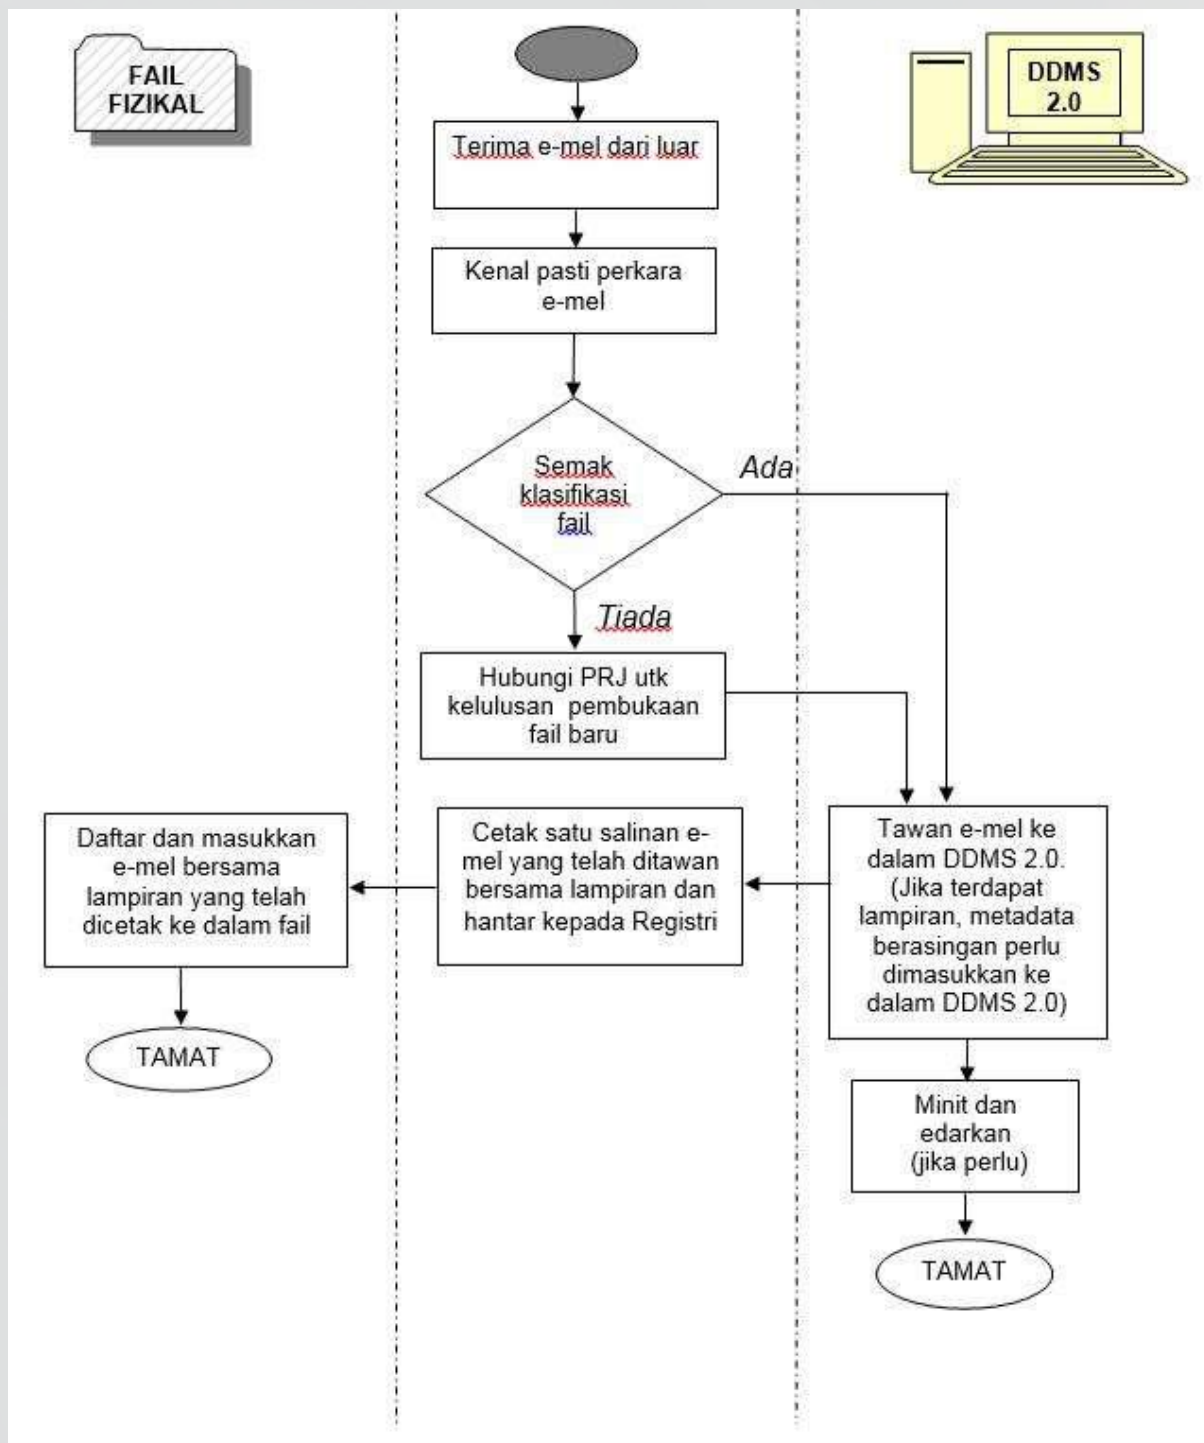 FAIL
FIZIKAL
DDMS
2.0
Terima e-mel dari luar
Kenal pasti perkara
e-mel
Semak
klasifikasi
fail
Ada
Tiada
Hubungi PRJ utk
kelulusan pembukaan
fail baru
Tawan e-mel ke
dalam DDMS 2.0.
(Jika terdapat
lampiran, metadata
berasingan perlu
dimasukkan ke
dalam DDMS 2.0)
Cetak satu salinan e-
mel yang telah ditawan
bersama lampiran dan
hantar kepada Registri
Daftar dan masukkan
e-mel bersama
lampiran yang telah
dicetak ke dalam fail
TAMAT
Minit dan
edarkan
(jika perlu)
TAMAT